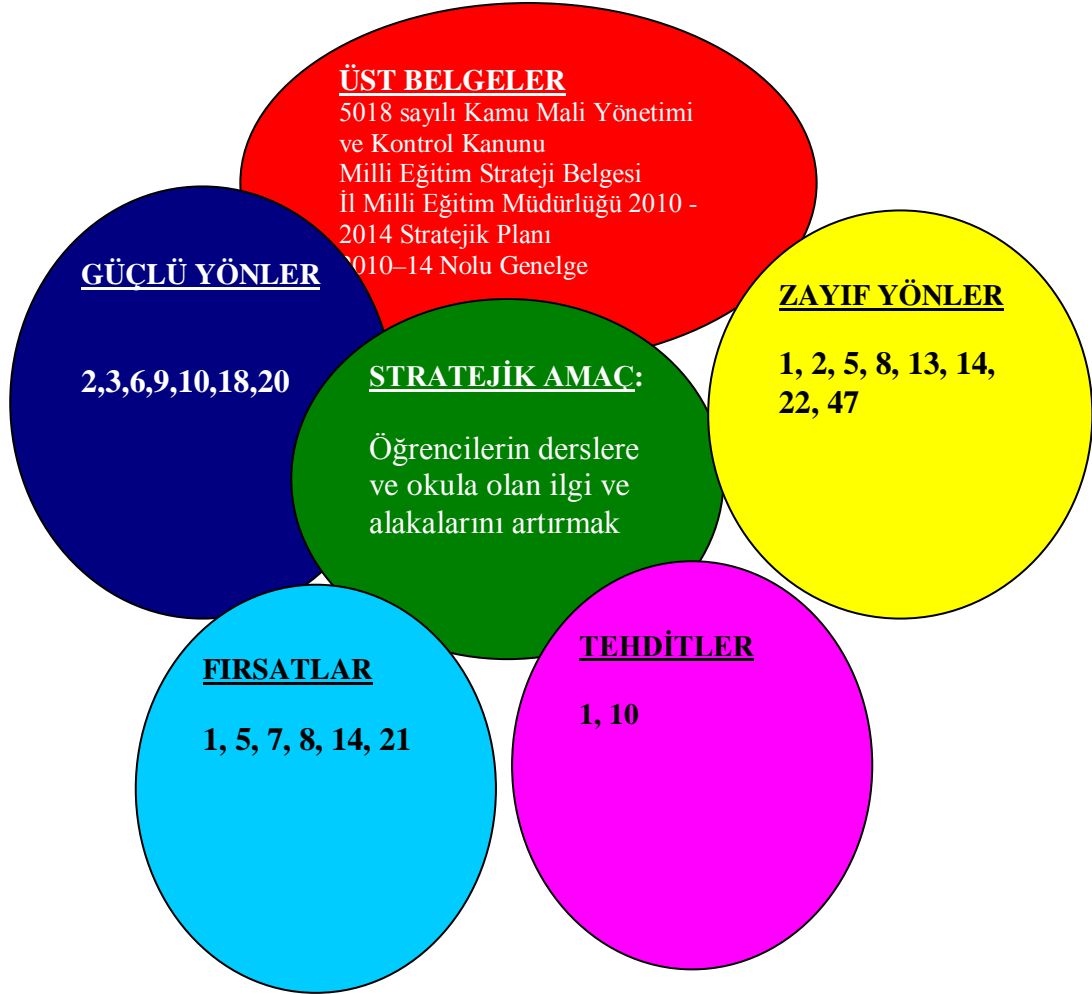 ÜST BELGELER
5018 sayılı Kamu Mali Yönetimi
ve Kontrol Kanunu
Milli Eğitim Strateji Belgesi
İl Milli Eğitim Müdürlüğü 2010 -
2014 Stratejik Planı
2010–14 Nolu Genelge
GÜÇLÜ YÖNLER
2,3,6,9,10,18,20
ZAYIF YÖNLER
1, 2, 5, 8, 13, 14,
22, 47
STRATEJİK AMAÇ:
Öğrencilerin derslere
ve okula olan ilgi ve
alakalarını artırmak
FIRSATLAR
1, 5, 7, 8, 14, 21
TEHDİTLER
1, 10